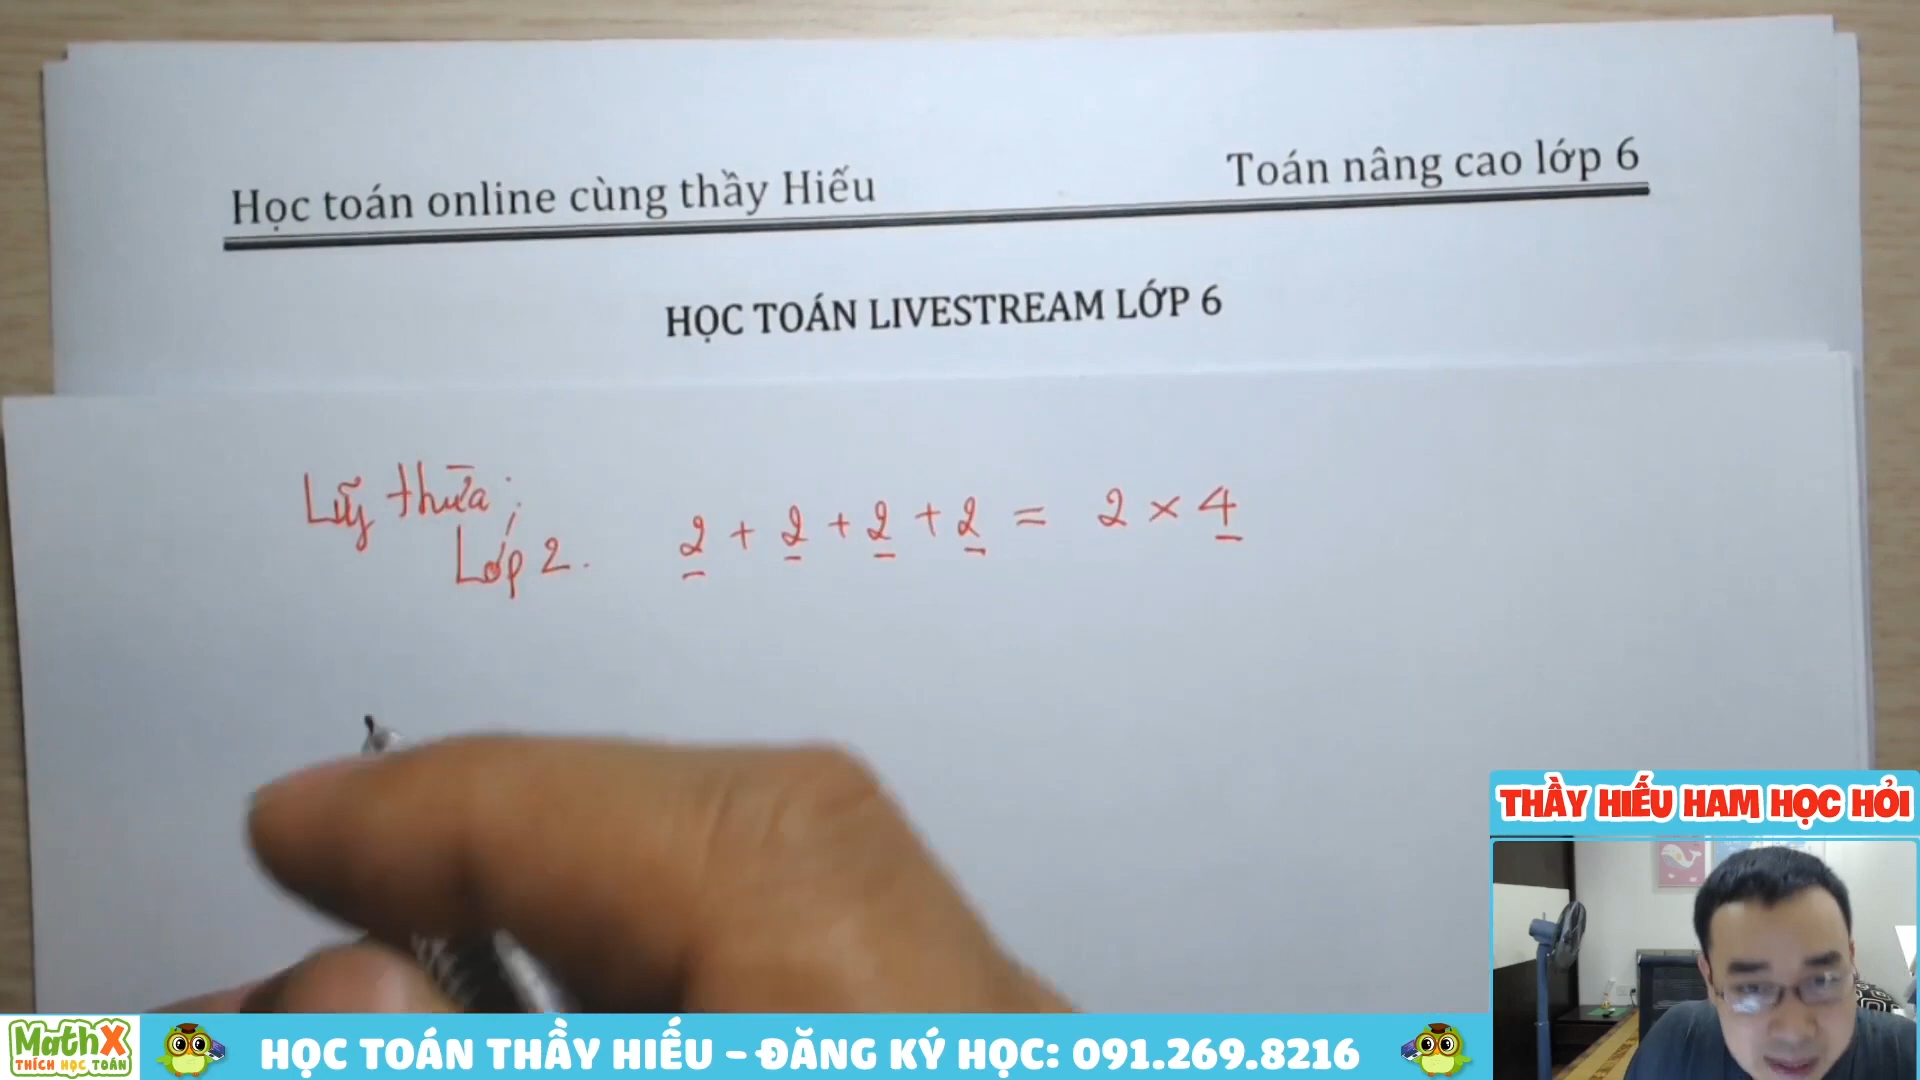 Học toán online cùng thầy Hiếu Toán nâng cao lớp 6
HỌC TOÁN LIVESTREAM LỚP 6
Luỹ thừa:
Lớp 2. 2 + 2 + 2 + 2 = 2 × 4
THẦY HIẾU HAM HỌC HỎI
MathX
THÍCH HỌC TOÁN
HỌC TOÁN THẦY HIẾU - ĐĂNG KÝ HỌC: 091.269.8216